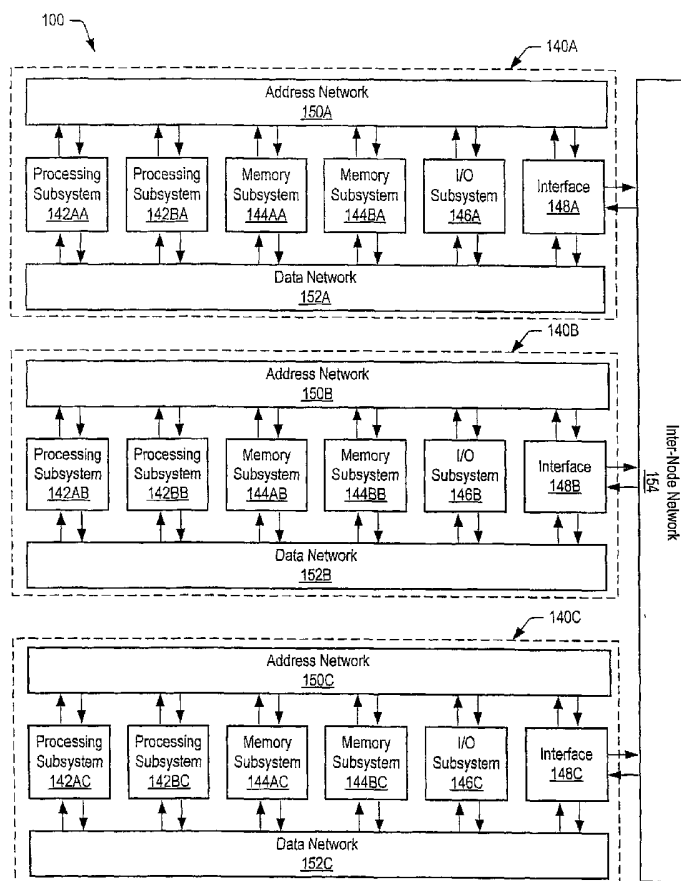 100
140A
Address Network
150A
Processing
Subsystem
142AA
Processing
Subsystem
142BA
Memory
Subsystem
144AA
Memory
Subsystem
144BA
I/O
Subsystem
146A
Interface
148A
Data Network
152A
140B
Address Network
150B
Processing
Subsystem
142AB
Processing
Subsystem
142BB
Memory
Subsystem
144AB
Memory
Subsystem
144BB
I/O
Subsystem
146B
Interface
148B
Data Network
152B
Inter-Node Network
154
140C
Address Network
150C
Processing
Subsystem
142AC
Processing
Subsystem
142BC
Memory
Subsystem
144AC
Memory
Subsystem
144BC
I/O
Subsystem
146C
Interface
148C
Data Network
152C